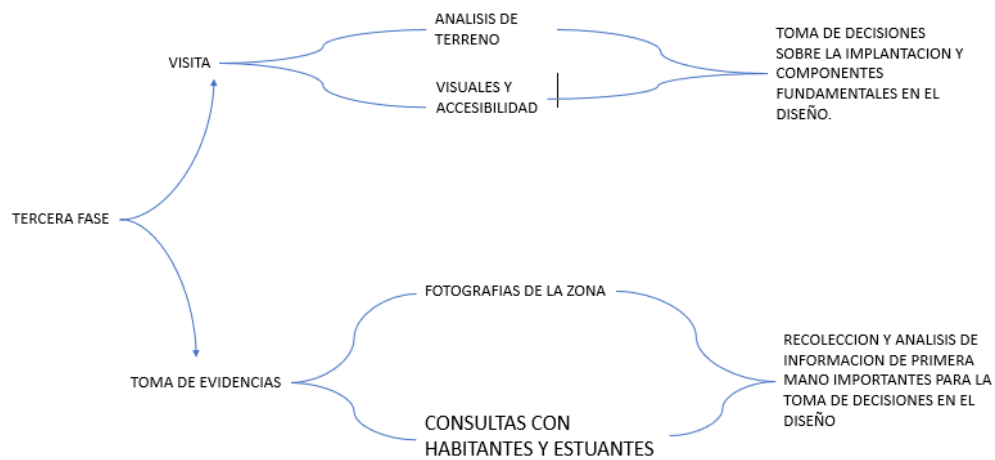 TERCERA FASE
VISITA
ANALISIS DE
TERRENO
VISUALES Y
ACCESIBILIDAD
TOMA DE DECISIONES
SOBRE LA IMPLANTACION Y
COMPONENTES
FUNDAMENTALES EN EL
DISEÑO.
TOMA DE EVIDENCIAS
FOTOGRAFIAS DE LA ZONA
CONSULTAS CON
HABITANTES Y ESTUANTES
RECOLECCION Y ANALISIS DE
INFORMACION DE PRIMERA
MANO IMPORTANTES PARA LA
TOMA DE DECISIONES EN EL
DISEÑO